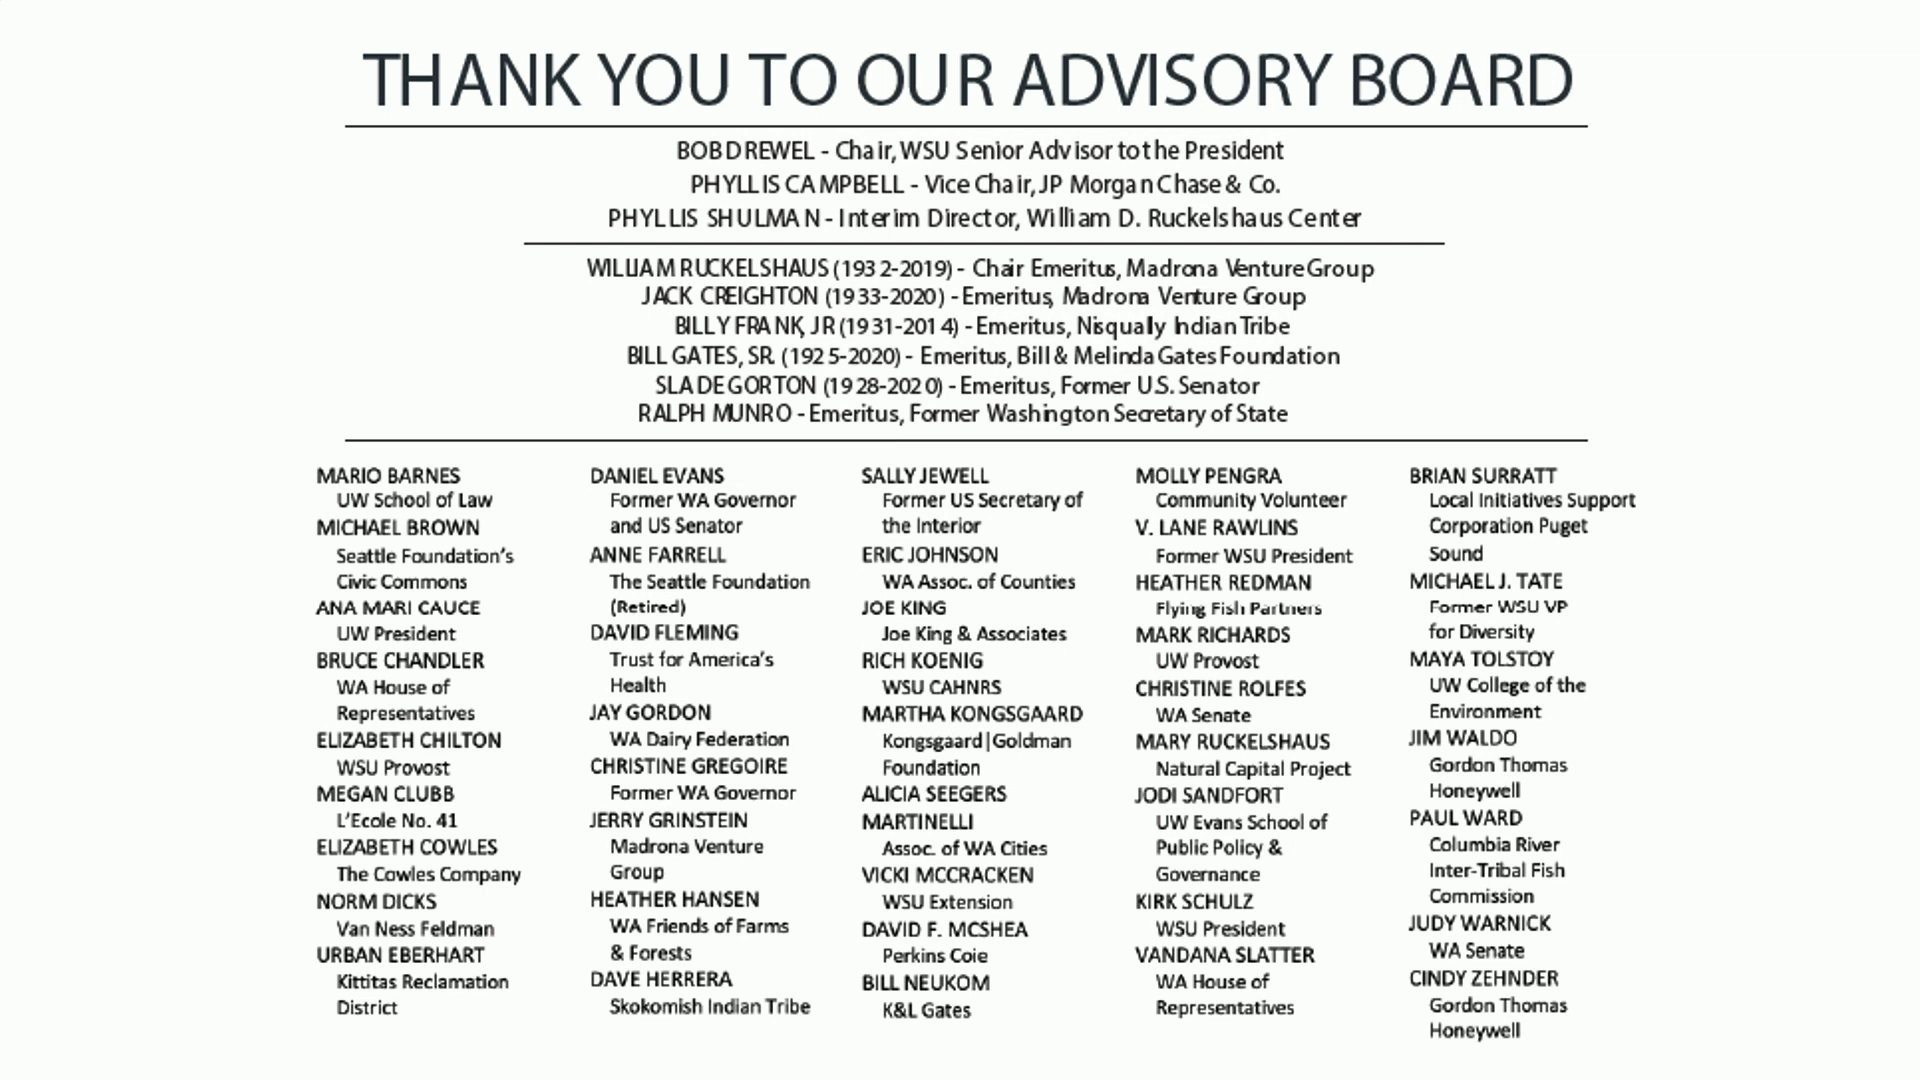 THANK YOU TO OUR ADVISORY BOARD
BOB DREWEL - Chair, WSU Senior Advisor to the President
PHYLLIS CAMPBELL - Vice Chair, JP Morgan Chase & Co.
PHYLLIS SHULMAN - Interim Director, William D. Ruckelshaus Center
WILLIAM RUCKELSHAUS (1932-2019) - Chair Emeritus, Madrona Venture Group
JACK CREIGHTON (1933-2020) - Emeritus, Madrona Venture Group
BILLY FRANK, JR (1931-2014) - Emeritus, Nisqually Indian Tribe
BILL GATES, SR. (1925-2020) - Emeritus, Bill & Melinda Gates Foundation
SLADE GORTON (1928-2020) - Emeritus, Former U.S. Senator
RALPH MUNRO - Emeritus, Former Washington Secretary of State
MARIO BARNES
UW School of Law
MICHAEL BROWN
Seattle Foundation's
Civic Commons
ANA MARI CAUCE
UW President
BRUCE CHANDLER
WA House of
Representatives
ELIZABETH CHILTON
WSU Provost
MEGAN CLUBB
L'Ecole No. 41
ELIZABETH COWLES
The Cowles Company
NORM DICKS
Van Ness Feldman
URBAN EBERHART
Kittitas Reclamation
District
DANIEL EVANS
Former WA Governor
and US Senator
ANNE FARRELL
The Seattle Foundation
(Retired)
DAVID FLEMING
Trust for America's
Health
JAY GORDON
WA Dairy Federation
CHRISTINE GREGOIRE
Former WA Governor
JERRY GRINSTEIN
Madrona Venture
Group
HEATHER HANSEN
WA Friends of Farms
& Forests
DAVE HERRERA
Skokomish Indian Tribe
SALLY JEWELL
Former US Secretary of
the Interior
ERIC JOHNSON
WA Assoc. of Counties
JOE KING
Joe King & Associates
RICH KOENIG
WSU CAHNRS
MARTHA KONGSGAARD
Kongsgaard|Goldman
Foundation
ALICIA SEEGERS
MARTINELLI
Assoc. of WA Cities
VICKI MCCRACKEN
WSU Extension
DAVID F. MCSHEA
Perkins Coie
BILL NEUKOM
K&L Gates
MOLLY PENGRA
Community Volunteer
V. LANE RAWLINS
Former WSU President
HEATHER REDMAN
Flying Fish Partners
MARK RICHARDS
UW Provost
CHRISTINE ROLFES
WA Senate
MARY RUCKELSHAUS
Natural Capital Project
JODI SANDFORT
UW Evans School of
Public Policy &
Governance
KIRK SCHULZ
WSU President
VANDANA SLATTER
WA House of
Representatives
BRIAN SURRATT
Local Initiatives Support
Corporation Puget
Sound
MICHAEL J. TATE
Former WSU VP
for Diversity
MAYA TOLSTOY
UW College of the
Environment
JIM WALDO
Gordon Thomas
Honeywell
PAUL WARD
Columbia River
Inter-Tribal Fish
Commission
JUDY WARNICK
WA Senate
CINDY ZEHNDER
Gordon Thomas
Honeywell